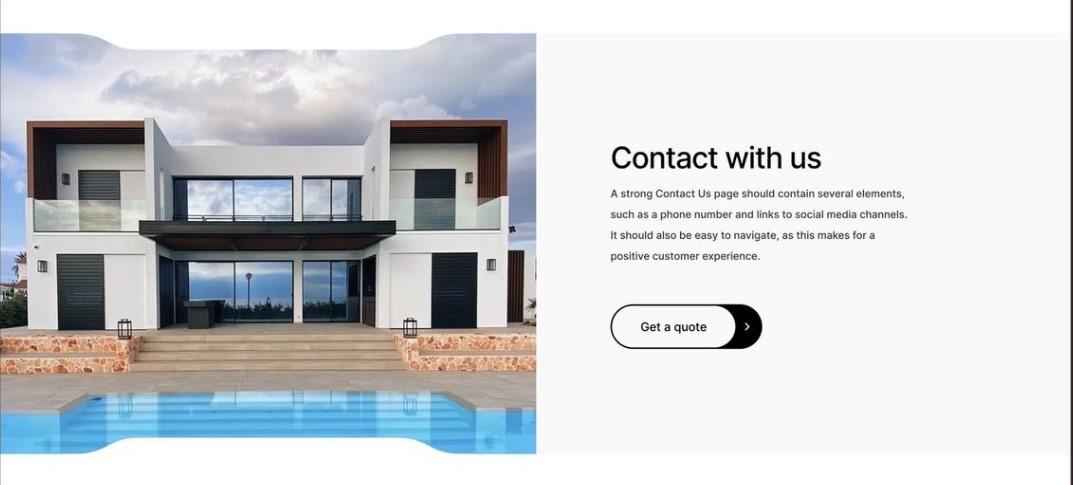 Contact with us
A strong Contact Us page should contain several elements,
such as a phone number and links to social media channels.
It should also be easy to navigate, as this makes for a
positive customer experience.
Get a quote